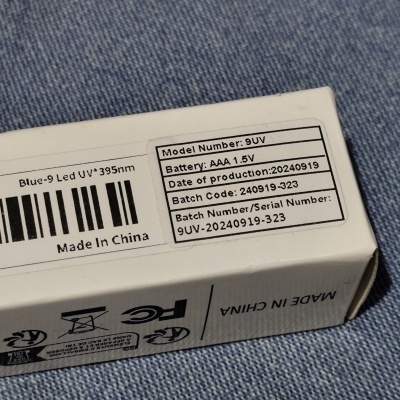 Blue-9 Led UV*395nm
Made In China
Model Number: 9UV
Battery: AAA 1.5V
Date of production:20240919
Batch Code: 240919-323
Batch Number/Serial Number:
9UV-20240919-323
MADE IN CHINA
FC